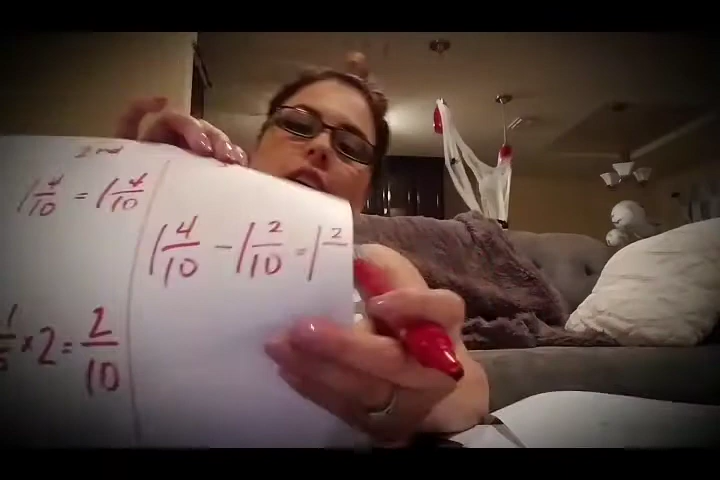 2nd
1 4/10 = 1 4/10
1 4/10 - 1 2/10 = 1 2/
1/5 × 2 = 2/10